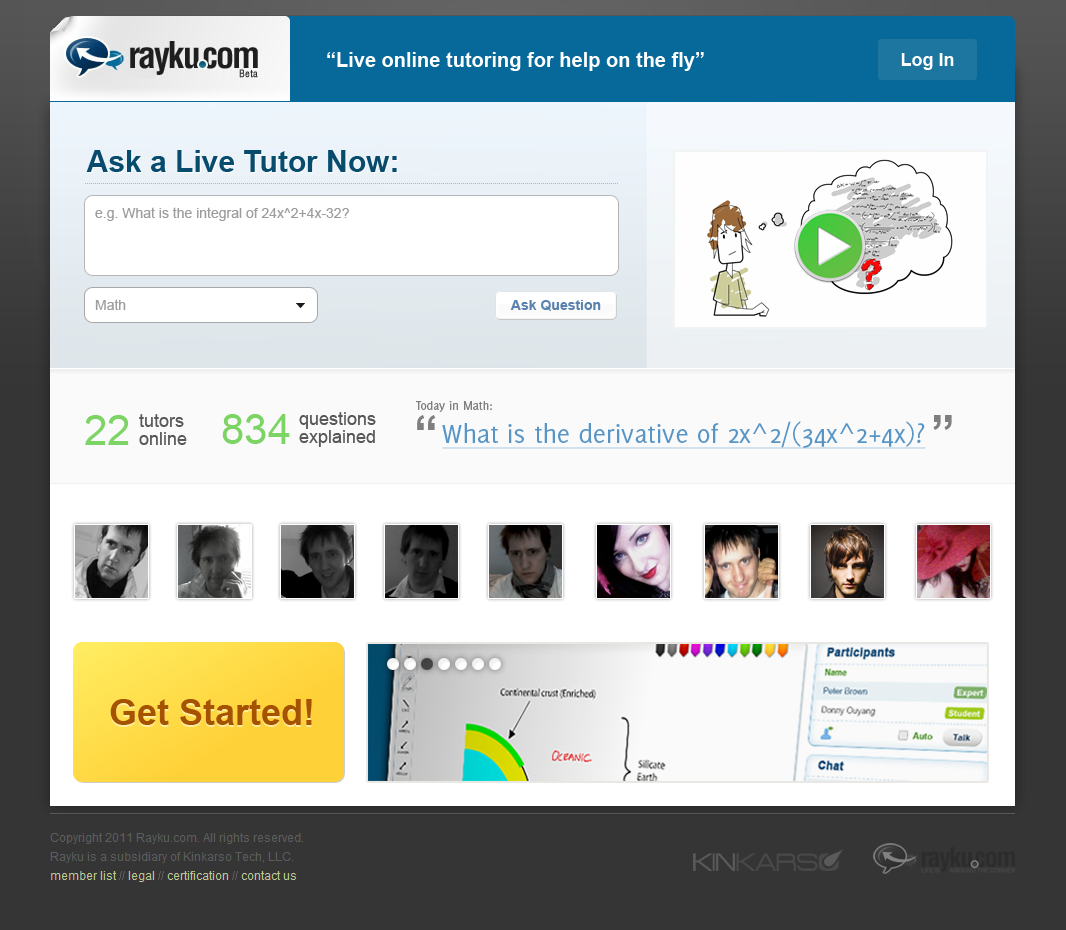 rayku.com
Beta
“Live online tutoring for help on the fly”
Log In
Ask a Live Tutor Now:
e.g. What is the integral of 24x^2+4x-32?
Math
Ask Question
22 tutors online
834 questions explained
Today in Math:
“What is the derivative of 2x^2/(34x^2+4x)?”
Get Started!
Continental crust (Enriched)
OCEANIC
Silicate
Earth
Participants
Name
Peter Brown
Expert
Donny Ouyang
Student
Auto
Talk
Chat
Copyright 2011 Rayku.com. All rights reserved.
Rayku is a subsidiary of Kinkarso Tech, LLC.
member list // legal // certification // contact us
KINKARSO
rayku.com